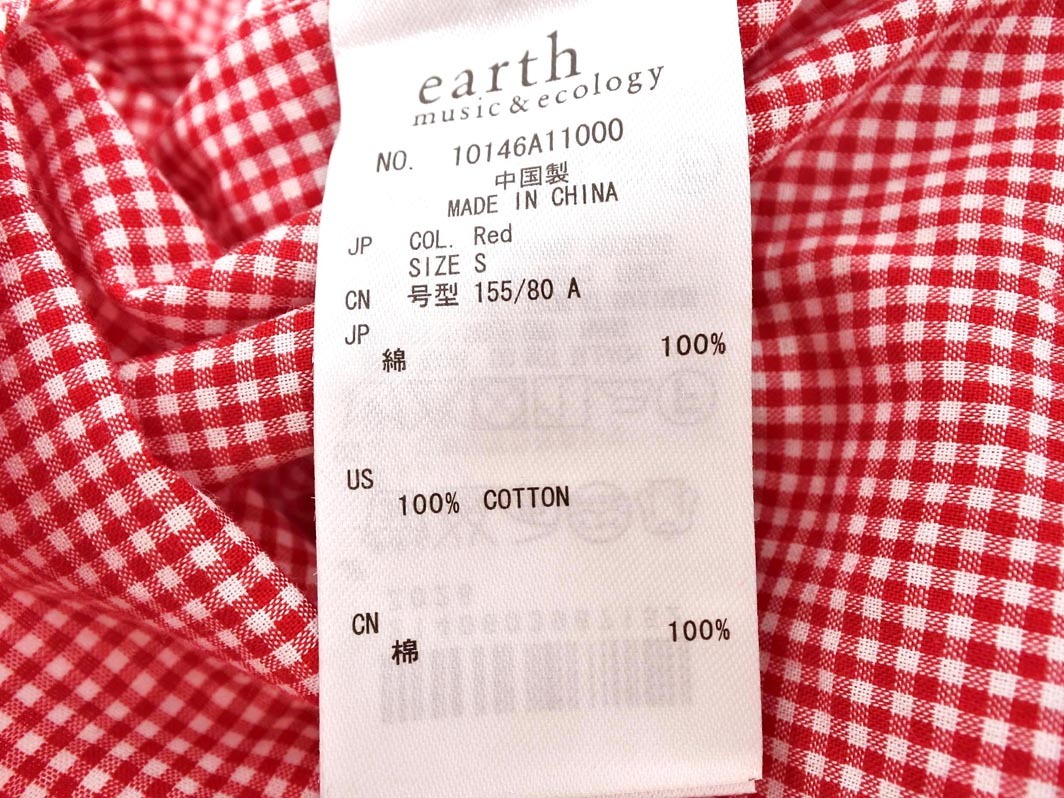 earth
music & ecology
NO. 10146A11000
中国製
MADE IN CHINA
JP COL. Red
SIZE S
CN 号型 155/80 A
JP
綿 100%
US
100% COTTON
CN
棉 100%